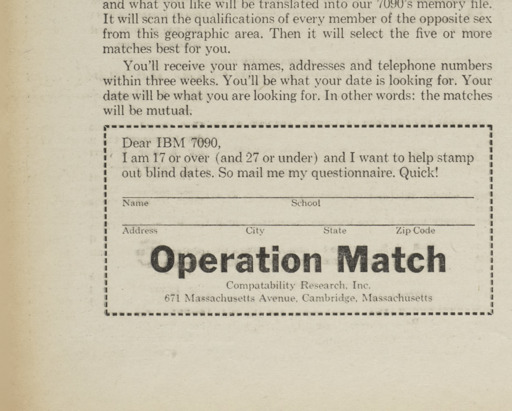 and what you like will be translated into our 7090's memory file.
It will scan the qualifications of every member of the opposite sex
from this geographic area. Then it will select the five or more
matches best for you.
You'll receive your names, addresses and telephone numbers
within three weeks. You'll be what your date is looking for. Your
date will be what you are looking for. In other words: the matches
will be mutual.
Dear IBM 7090,
I am 17 or over (and 27 or under) and I want to help stamp
out blind dates. So mail me my questionnaire. Quick!
Name School
Address City State Zip Code
Operation Match
Compatability Research, Inc.
671 Massachusetts Avenue, Cambridge, Massachusetts